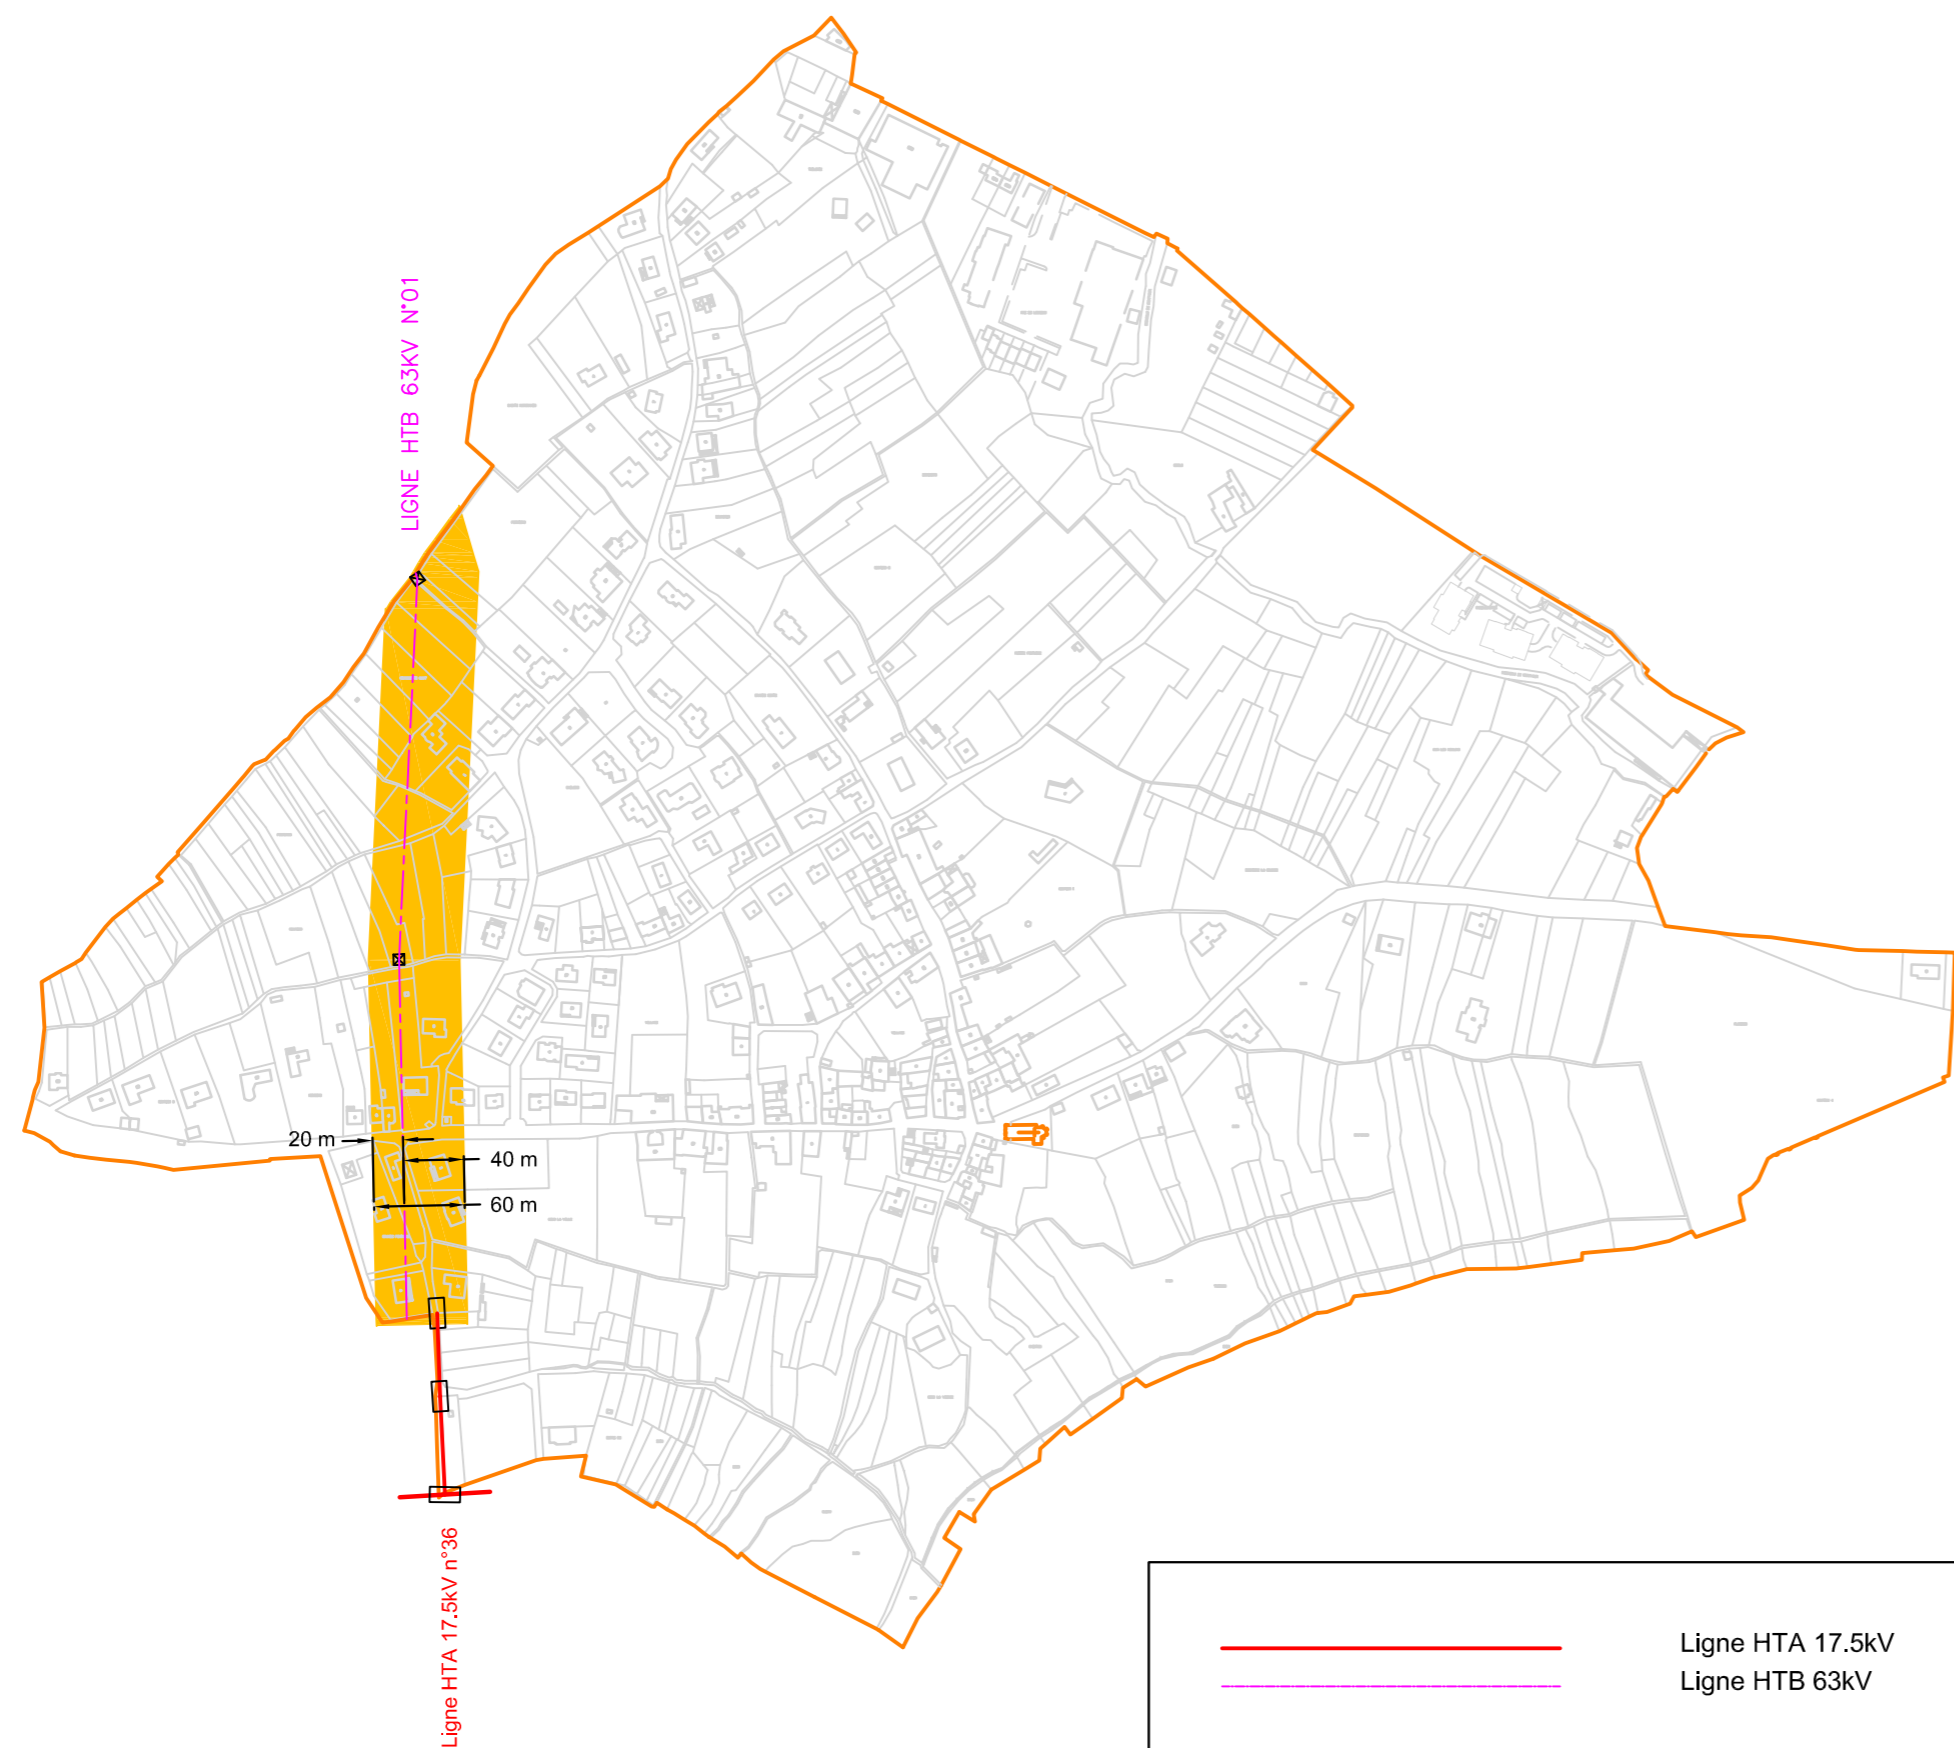 LIGNE HTB 63KV N°01
20 m
40 m
60 m
Ligne HTA 17.5kV n°36
Ligne HTA 17.5kV
Ligne HTB 63kV